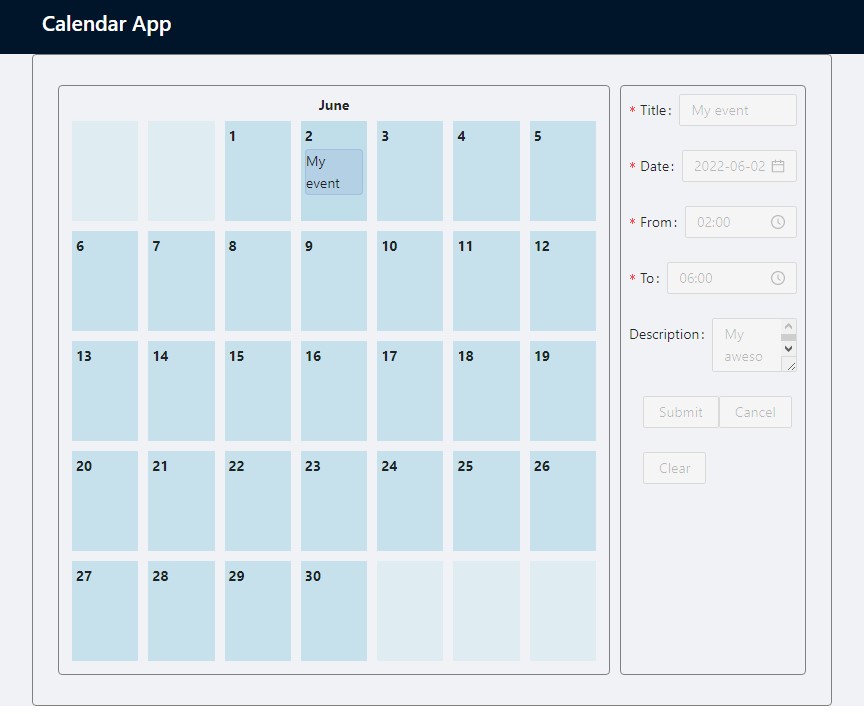 Calendar App
June
1 2 3 4 5
My
event
6 7 8 9 10 11 12
13 14 15 16 17 18 19
20 21 22 23 24 25 26
27 28 29 30
* Title: My event
* Date: 2022-06-02
* From: 02:00
* To: 06:00
Description: My
aweso
Submit Cancel
Clear